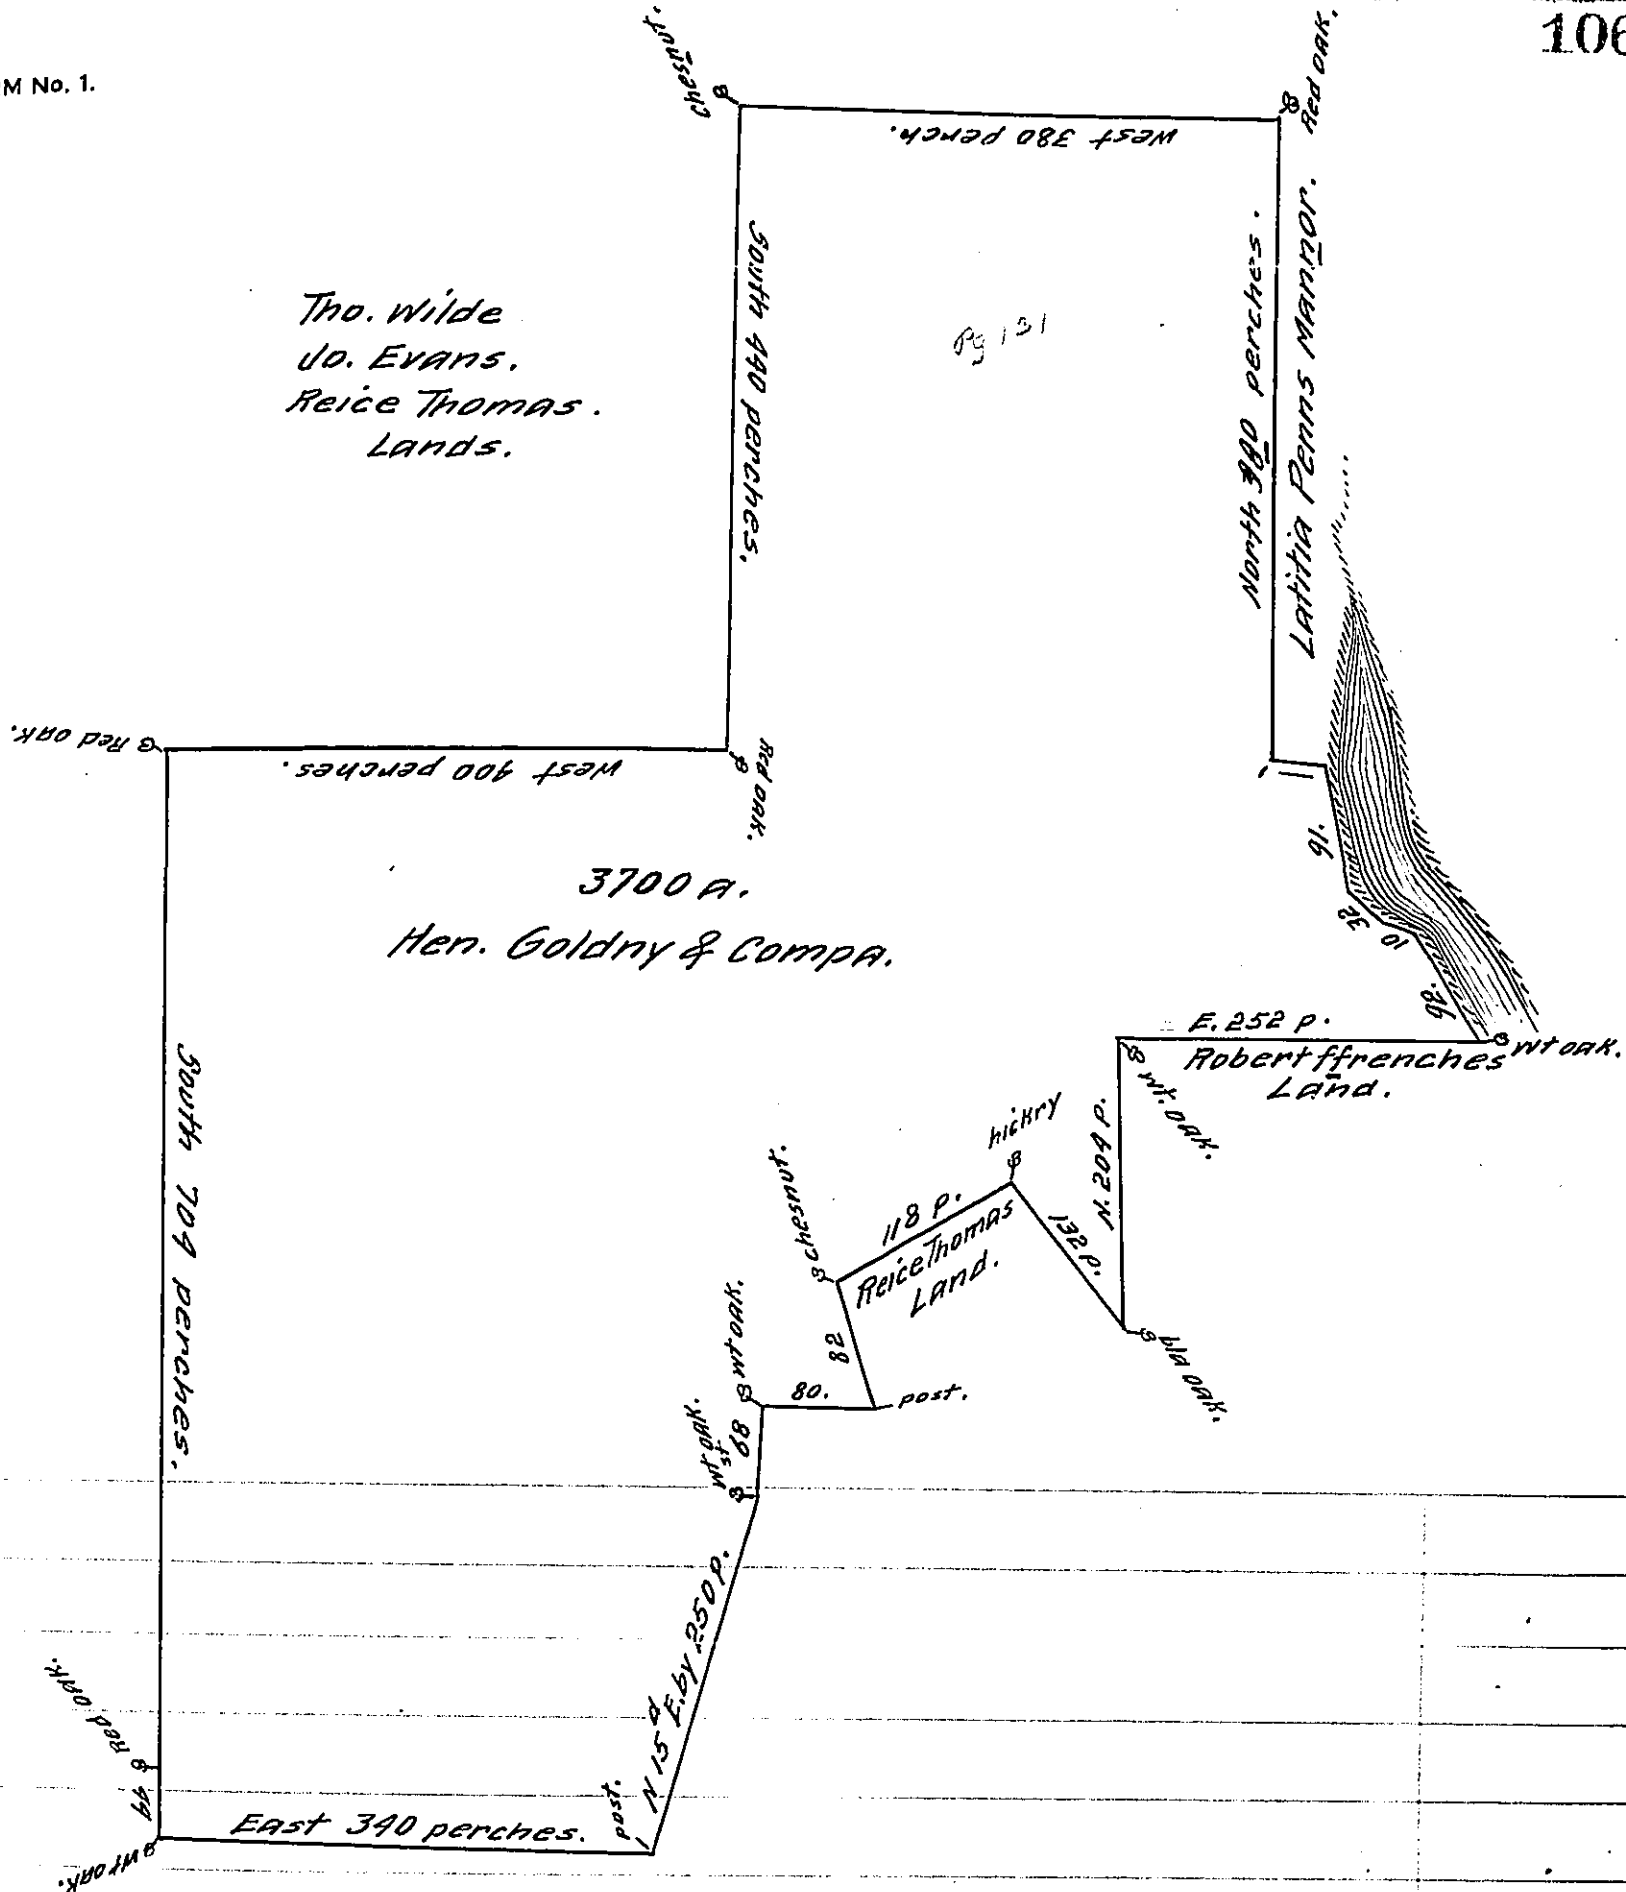 106
M No. 1.
Chesnut.
Red oak.
West 380 perch.
South 440 perches.
Pg 131
North perches.
Latitia Penns Mannor.
Tho. Wilde
Jo. Evans.
Reice Thomas.
Lands.
Red oak.
West 400 perches.
Red oak.
3700 a.
Hen. Goldny & Compa.
91.
32
10
98.
E. 252 p.
Wt oak.
Robert ffrenches
Land.
Wt. oak.
N. 204 p.
hickry
132 p.
118 p.
Reice Thomas
Land.
chesnut.
82
bla oak.
80.
post.
wt oak.
89
wt oak.
South 704 perches.
N 15 d E. by 250 p.
Red oak.
44
post.
East 340 perches.
wt oak.